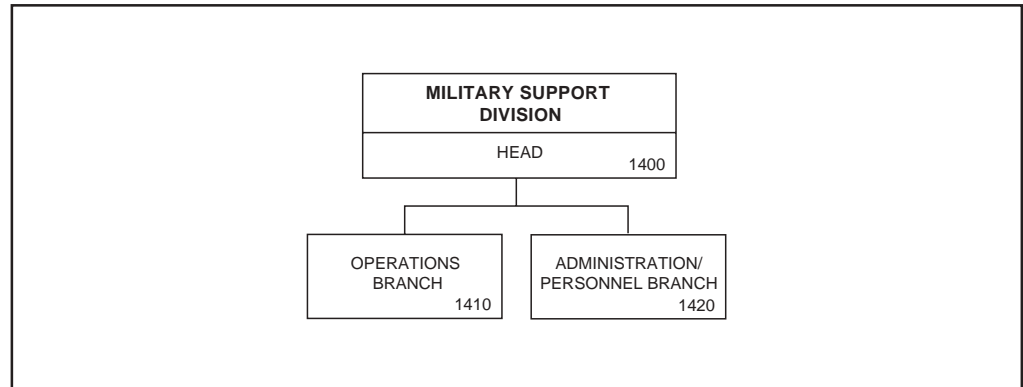 MILITARY SUPPORT
DIVISION
HEAD
1400
OPERATIONS
BRANCH
1410
ADMINISTRATION/
PERSONNEL BRANCH
1420